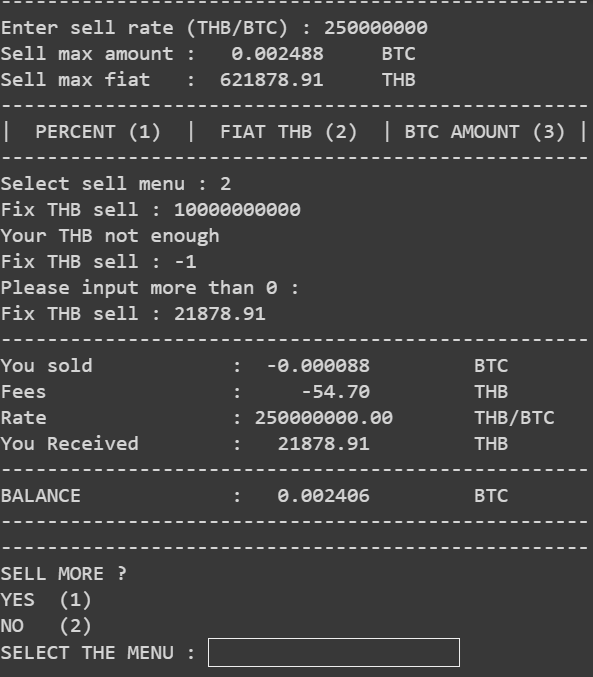 -------------------------------------------------
Enter sell rate (THB/BTC) : 250000000
Sell max amount :   0.002488     BTC
Sell max fiat   :  621878.91     THB
---------------------------------------------------
|  PERCENT (1)  |  FIAT THB (2)  | BTC AMOUNT (3) |
---------------------------------------------------
Select sell menu : 2
Fix THB sell : 10000000000
Your THB not enough
Fix THB sell : -1
Please input more than 0 :
Fix THB sell : 21878.91
---------------------------------------------------
You sold            :  -0.000088         BTC
Fees                :     -54.70         THB
Rate                : 250000000.00       THB/BTC
You Received        :   21878.91         THB
---------------------------------------------------
BALANCE             :   0.002406         BTC
---------------------------------------------------
---------------------------------------------------
SELL MORE ?
YES  (1)
NO   (2)
SELECT THE MENU :